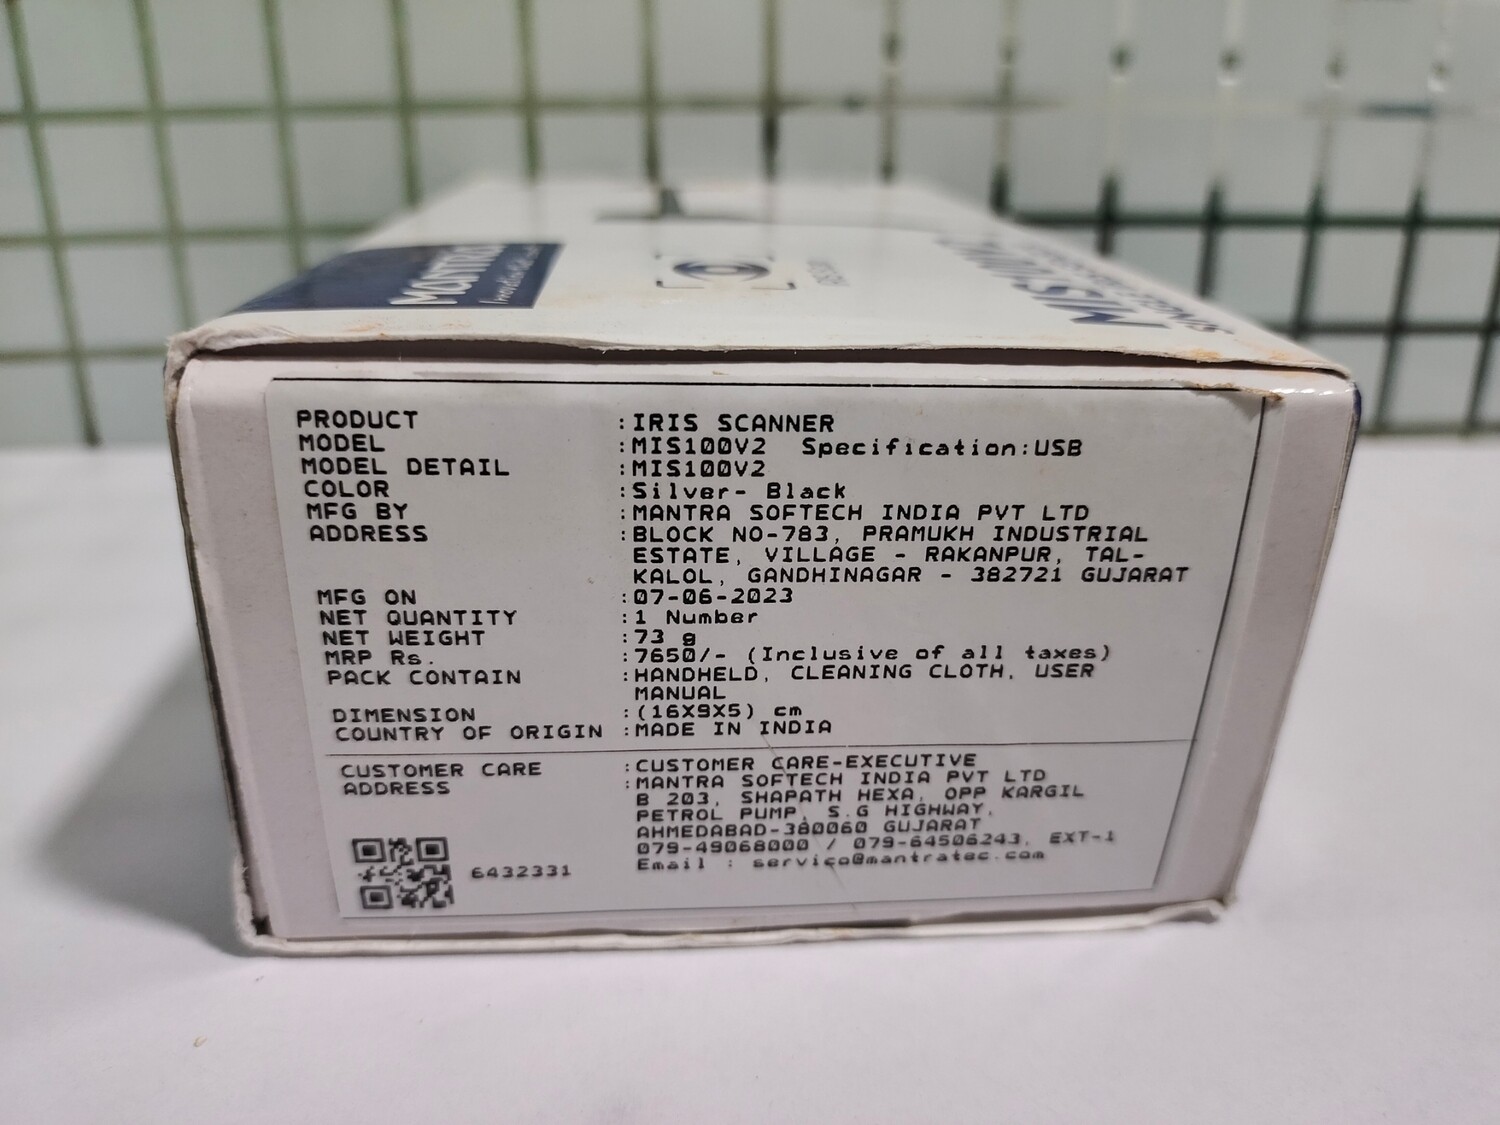 MANTRA
MIS100V2
PRODUCT :IRIS SCANNER
MODEL :MIS100V2 Specification:USB
MODEL DETAIL :MIS100V2
COLOR :Silver- Black
MFG BY :MANTRA SOFTECH INDIA PVT LTD
ADDRESS :BLOCK NO-783, PRAMUKH INDUSTRIAL
ESTATE, VILLAGE - RAKANPUR, TAL-
KALOL, GANDHINAGAR - 382721 GUJARAT
MFG ON :07-06-2023
NET QUANTITY :1 Number
NET WEIGHT :73 g
MRP Rs. :7650/- (Inclusive of all taxes)
PACK CONTAIN :HANDHELD, CLEANING CLOTH, USER
MANUAL
DIMENSION :(16X9X5) cm
COUNTRY OF ORIGIN :MADE IN INDIA
CUSTOMER CARE :CUSTOMER CARE-EXECUTIVE
ADDRESS :MANTRA SOFTECH INDIA PVT LTD
B 203, SHAPATH HEXA, OPP KARGIL
PETROL PUMP, S.G HIGHWAY,
AHMEDABAD-380060 GUJARAT
079-49068000 / 079-64506243, EXT-1
Email : servico@mantratec.com
6432331